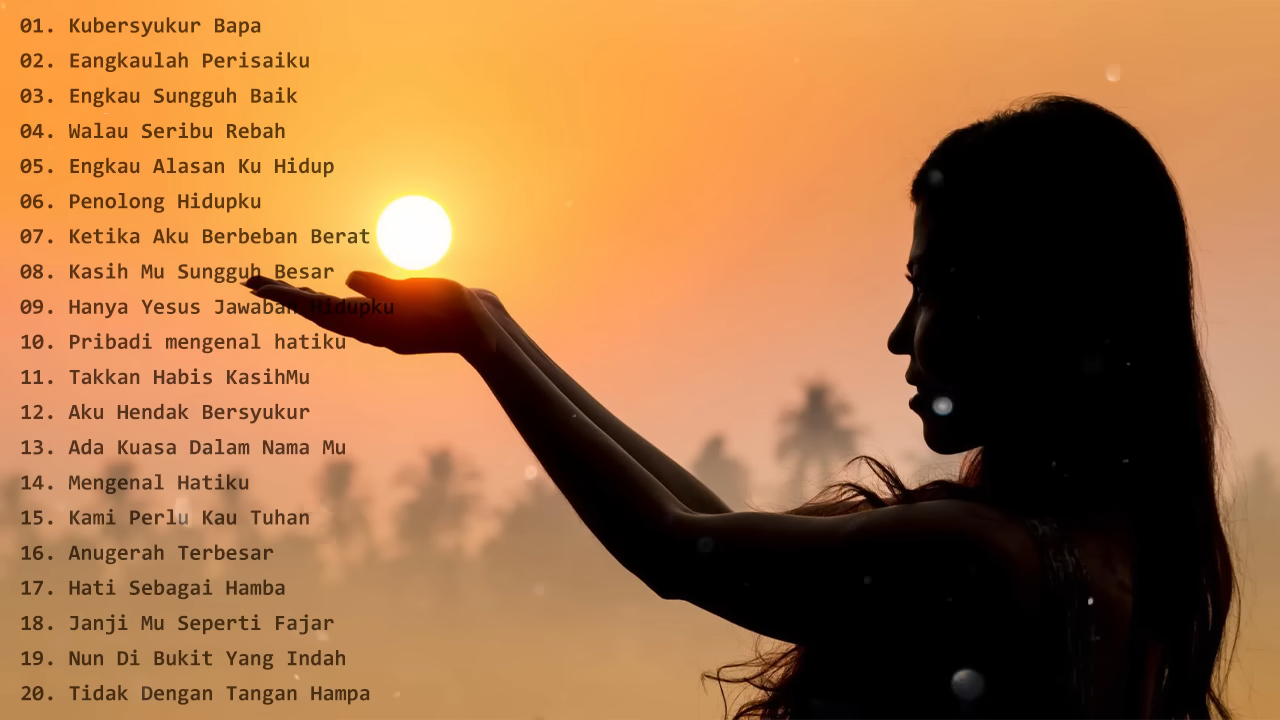 01. Kubersyukur Bapa
02. Eangkaulah Perisaiku
03. Engkau Sungguh Baik
04. Walau Seribu Rebah
05. Engkau Alasan Ku Hidup
06. Penolong Hidupku
07. Ketika Aku Berbeban Berat
08. Kasih Mu Sungguh Besar
09. Hanya Yesus Jawaban Hidupku
10. Pribadi mengenal hatiku
11. Takkan Habis KasihMu
12. Aku Hendak Bersyukur
13. Ada Kuasa Dalam Nama Mu
14. Mengenal Hatiku
15. Kami Perlu Kau Tuhan
16. Anugerah Terbesar
17. Hati Sebagai Hamba
18. Janji Mu Seperti Fajar
19. Nun Di Bukit Yang Indah
20. Tidak Dengan Tangan Hampa